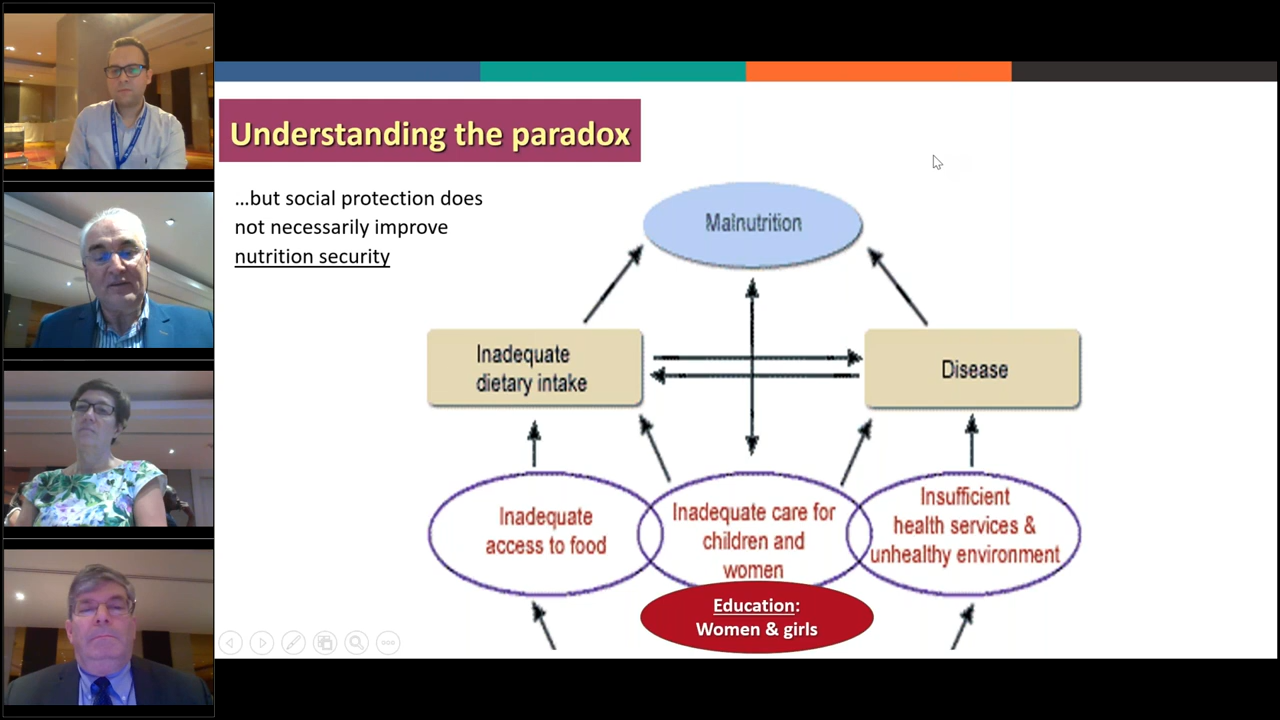 Understanding the paradox
...but social protection does
not necessarily improve
nutrition security
Malnutrition
Inadequate
dietary intake
Disease
Inadequate
access to food
Inadequate care for
children and
women
Insufficient
health services &
unhealthy environment
Education:
Women & girls